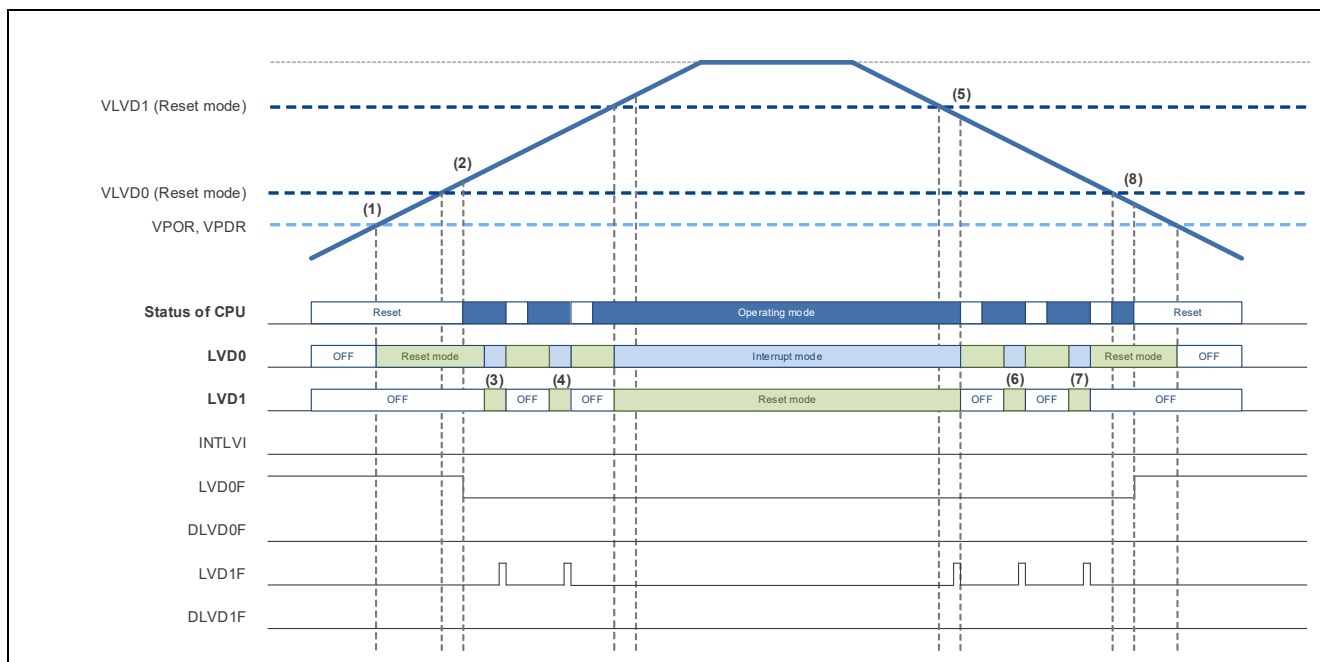 VLVD1 (Reset mode)
(5)
(2)
VLVD0 (Reset mode)
(8)
(1)
VPOR, VPDR
Status of CPU
Reset
Operating mode
Reset
LVD0
OFF
Reset mode
Interrupt mode
Reset mode
OFF
(3)
(4)
(6)
(7)
LVD1
OFF
OFF
OFF
Reset mode
OFF
OFF
OFF
INTLVI
LVD0F
DLVD0F
LVD1F
DLVD1F